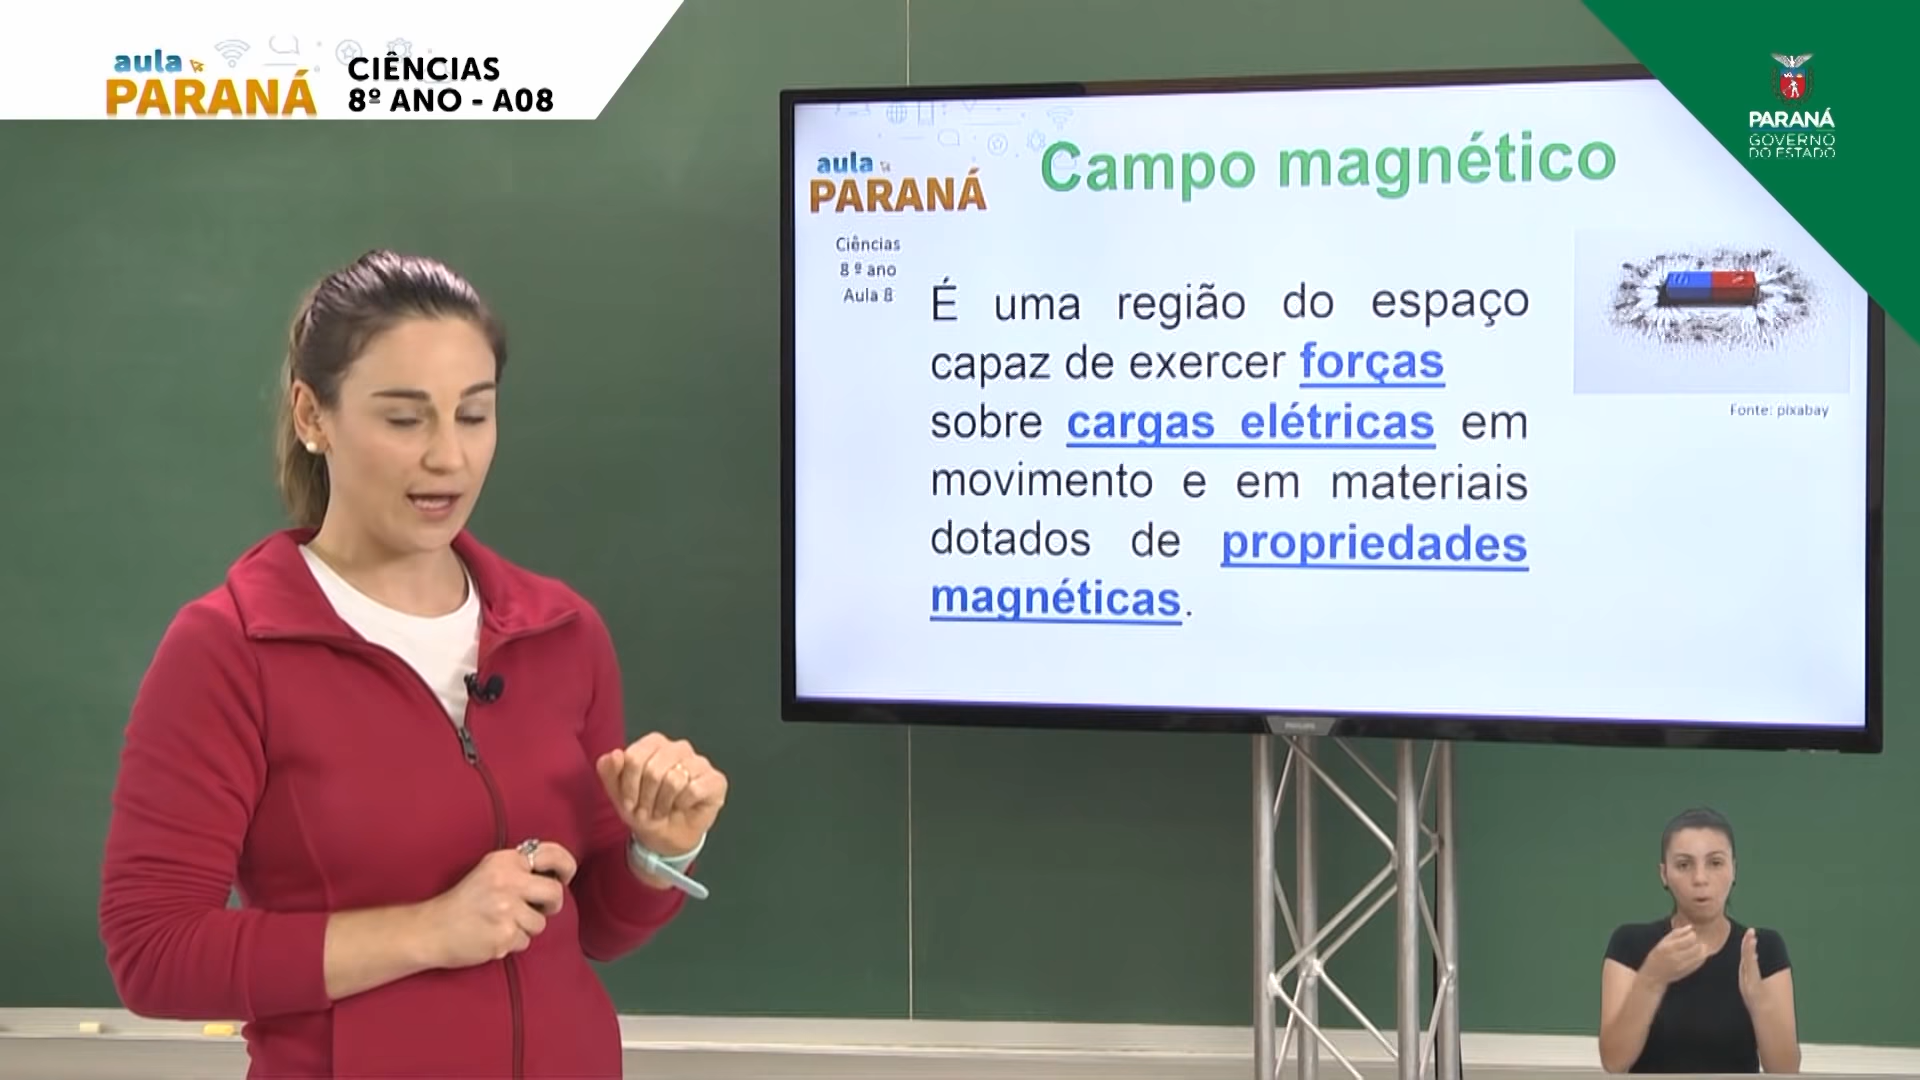 aula
PARANÁ
CIÊNCIAS
8º ANO - A08
PARANÁ
GOVERNO
DO ESTADO
aula
PARANÁ
Campo magnético
Ciências
8 º ano
Aula 8
É uma região do espaço
capaz de exercer forças
sobre cargas elétricas em
movimento e em materiais
dotados de propriedades
magnéticas.
Fonte: pixabay
PHILIPS